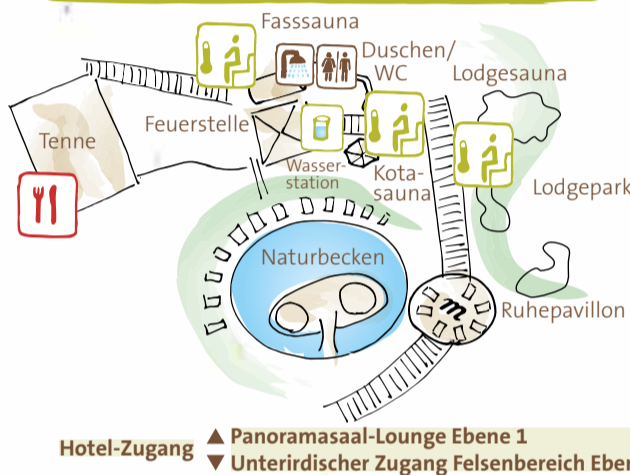 Fasssauna
Duschen/
WC
Lodgesauna
Feuerstelle
Tenne
Wasser-
station
Kota-
sauna
Lodgepark
Naturbecken
m
Ruhepavillon
Hotel-Zugang
▲ Panoramasaal-Lounge Ebene 1
▼ Unterirdischer Zugang Felsenbereich